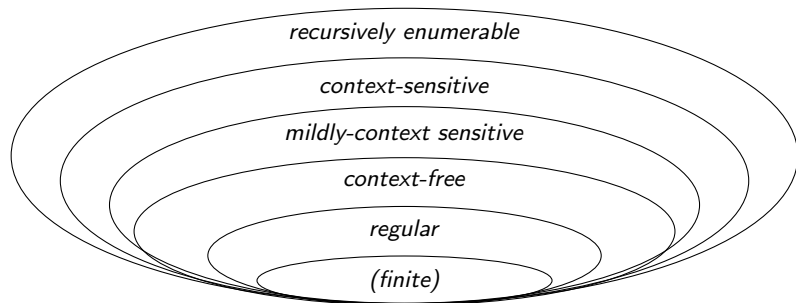 recursively enumerable
context-sensitive
mildly-context sensitive
context-free
regular
(finite)